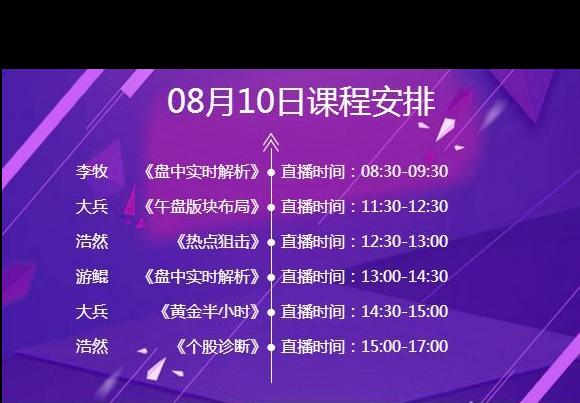 08月10日课程安排
李牧 《盘中实时解析》 直播时间：08:30-09:30
大兵 《午盘版块布局》 直播时间：11:30-12:30
浩然 《热点狙击》 直播时间：12:30-13:00
游鲲 《盘中实时解析》 直播时间：13:00-14:30
大兵 《黄金半小时》 直播时间：14:30-15:00
浩然 《个股诊断》 直播时间：15:00-17:00